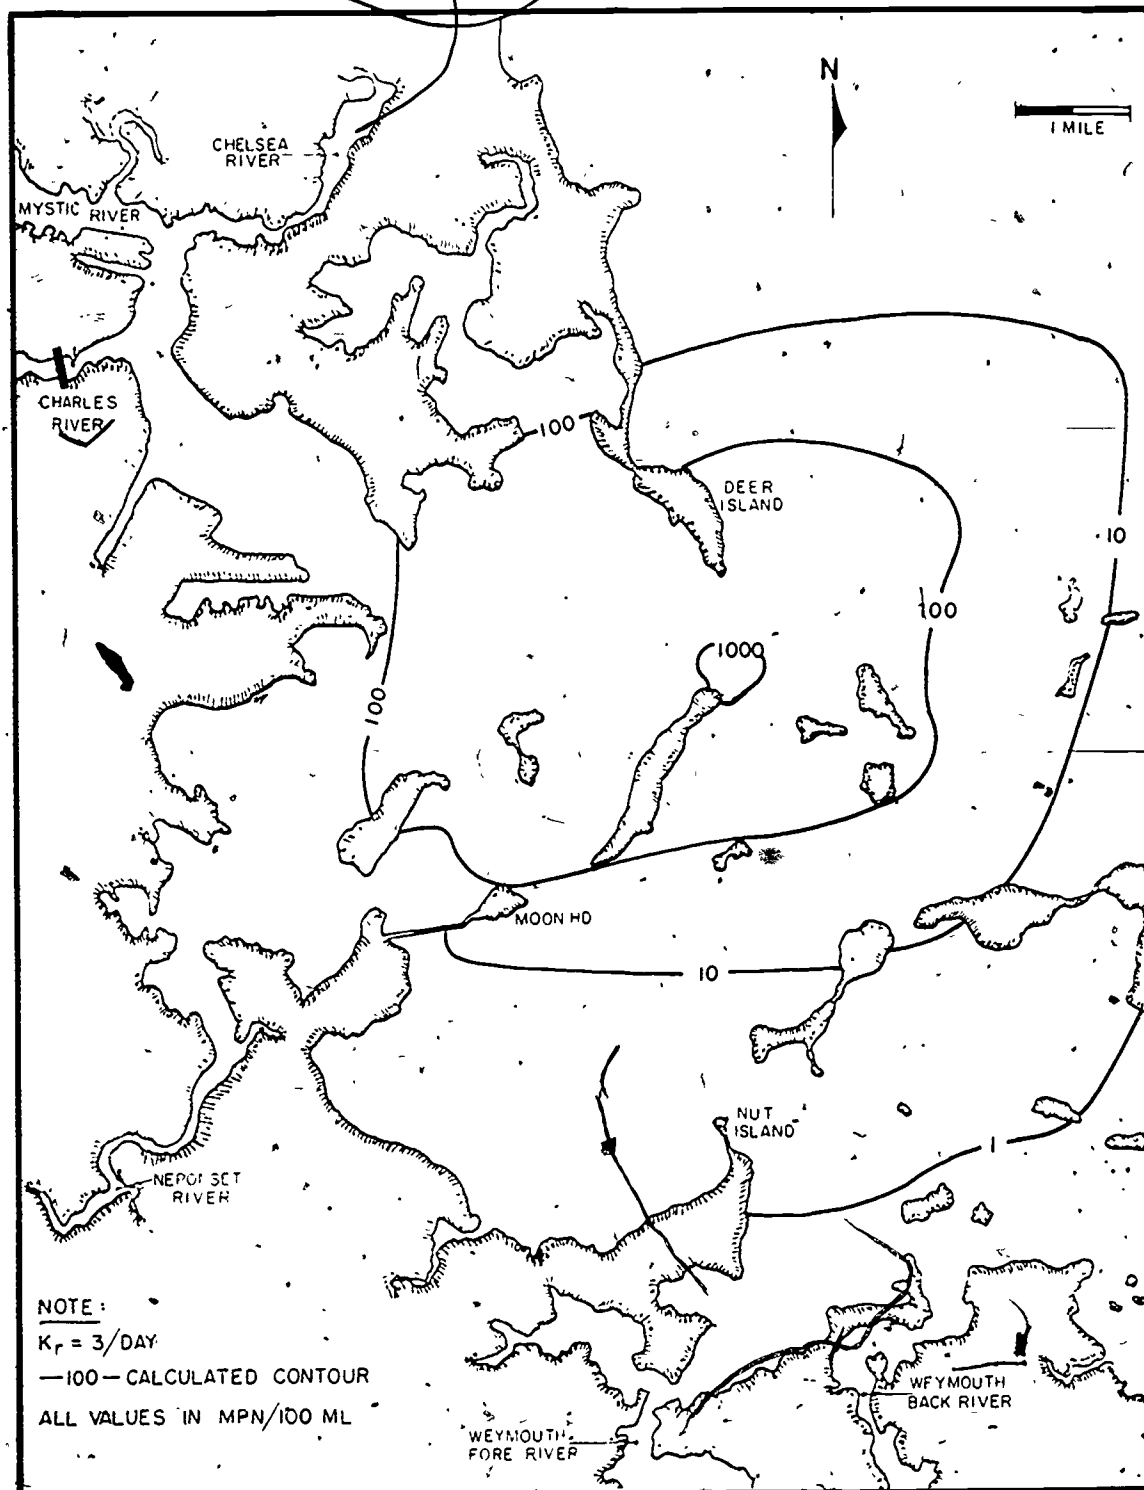 N
1 MILE
CHELSEA
RIVER
MYSTIC RIVER
CHARLES
RIVER
100
DEER
ISLAND
10
100
1000
100
MOON HD
10
NUT
ISLAND
1
NEPONSET
RIVER
NOTE:
Kr = 3/DAY
—100— CALCULATED CONTOUR
ALL VALUES IN MPN/100 ML
WEYMOUTH
BACK RIVER
WEYMOUTH
FORE RIVER